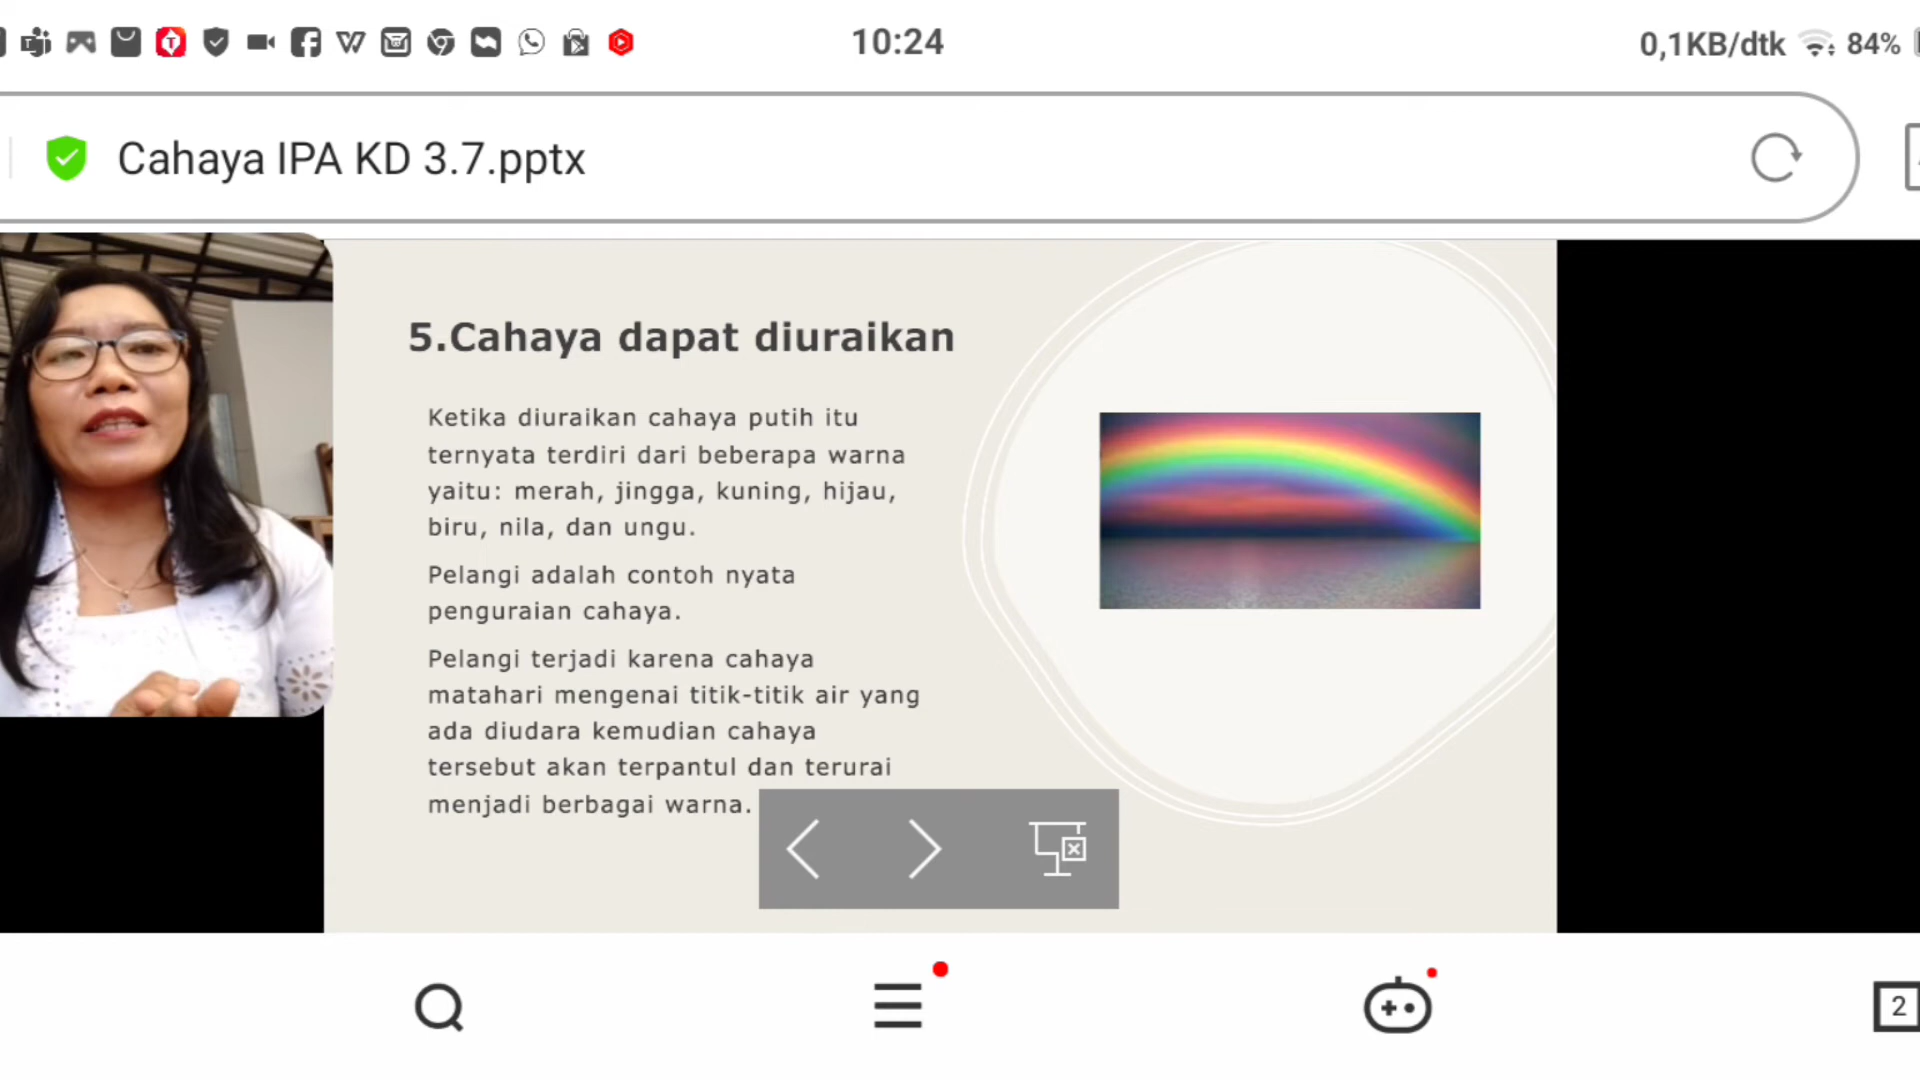 10:24
0,1KB/dtk 84%
Cahaya IPA KD 3.7.pptx
5.Cahaya dapat diuraikan
Ketika diuraikan cahaya putih itu
ternyata terdiri dari beberapa warna
yaitu: merah, jingga, kuning, hijau,
biru, nila, dan ungu.
Pelangi adalah contoh nyata
penguraian cahaya.
Pelangi terjadi karena cahaya
matahari mengenai titik-titik air yang
ada diudara kemudian cahaya
tersebut akan terpantul dan terurai
menjadi berbagai warna.
2